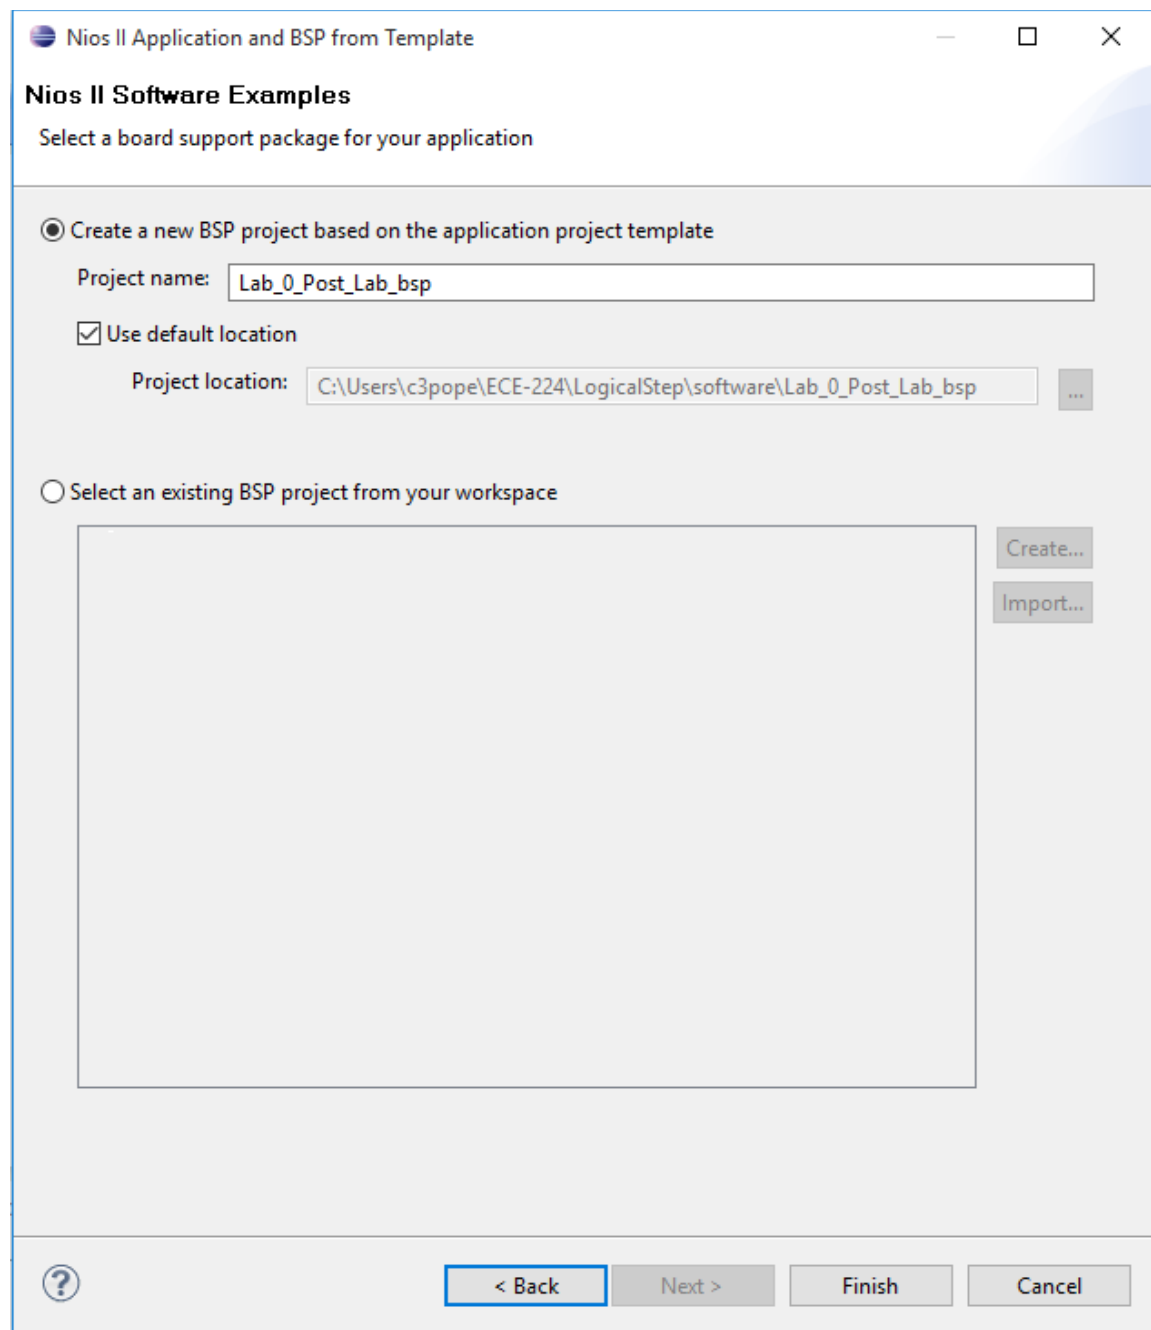 Nios II Application and BSP from Template
Nios II Software Examples
Select a board support package for your application
Create a new BSP project based on the application project template
Project name: Lab_0_Post_Lab_bsp
Use default location
Project location: C:\Users\c3pope\ECE-224\LogicalStep\software\Lab_0_Post_Lab_bsp ...
Select an existing BSP project from your workspace
Create...
Import...
? < Back Next > Finish Cancel